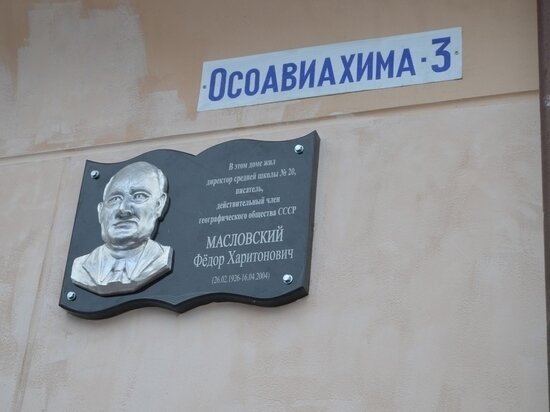 ОСОАВИАХИМА-3
В этом доме жил
директор средней школы № 20,
писатель,
действительный член
географического общества СССР
МАСЛОВСКИЙ
Фёдор Харитонович
(26.02.1926-16.04.2004)